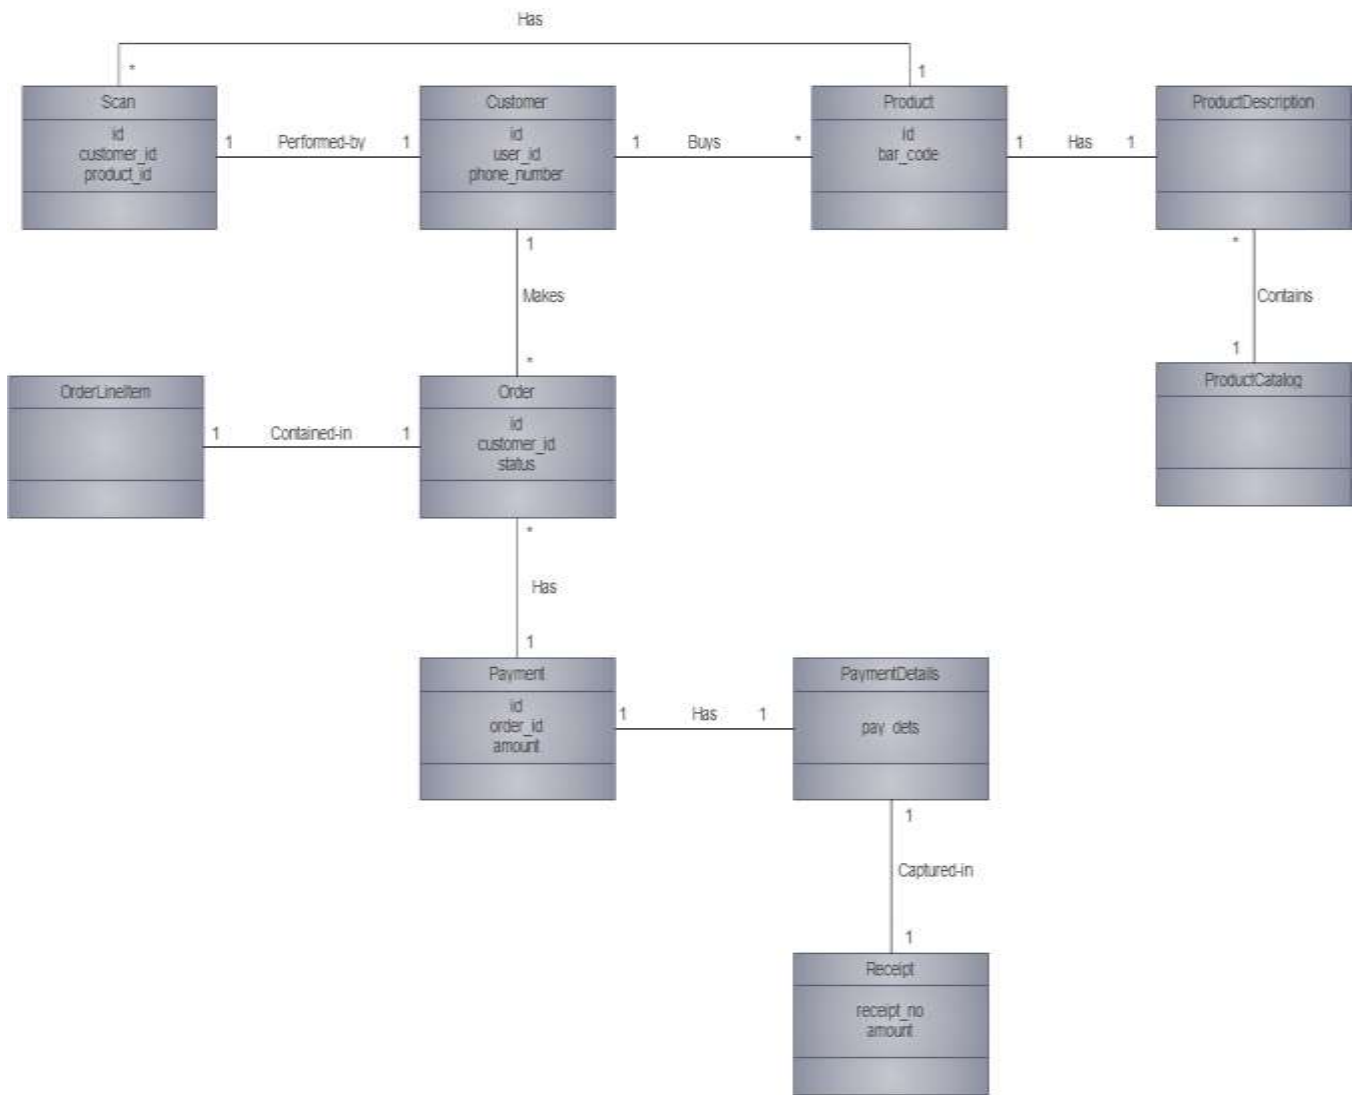 Has
*
1
Scan
Customer
Product
ProductDescription
id
customer_id
product_id
1
Performed-by
1
id
user_id
phone_number
1
Buys
*
id
bar_code
1
Has
1
1
Makes
*
*
Contains
1
OrderLineItem
Order
ProductCatalog
1
Contained-in
1
id
customer_id
status
*
Has
1
Payment
PaymentDetails
id
order_id
amount
1
Has
1
pay_dets
1
Captured-in
1
Receipt
receipt_no
amount